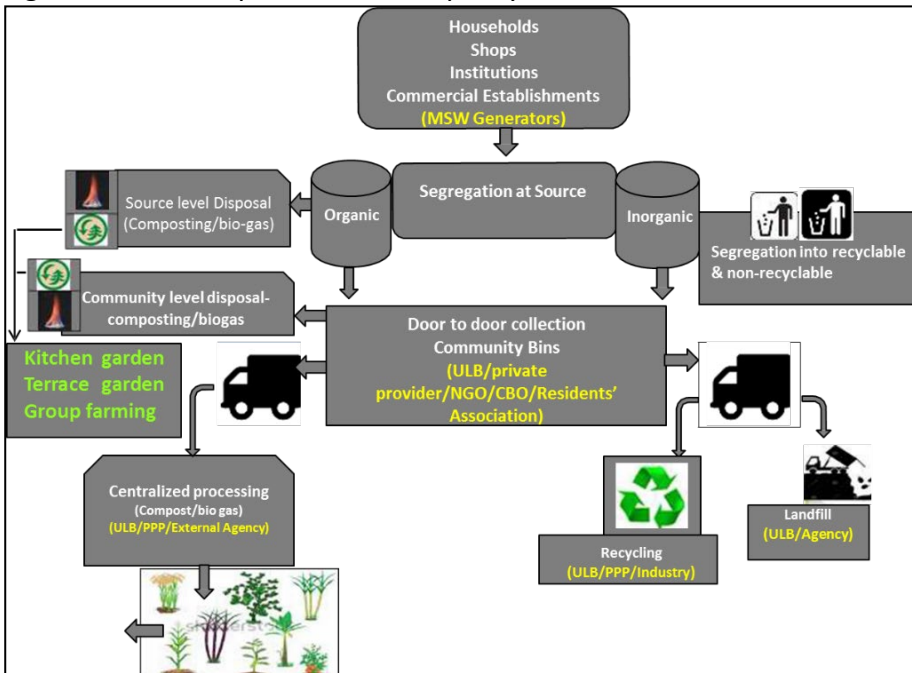 Households
Shops
Institutions
Commercial Establishments
(MSW Generators)
Segregation at Source
Organic
Inorganic
Source level Disposal
(Composting/bio-gas)
Segregation into recyclable
& non-recyclable
Community level disposal-
composting/biogas
Door to door collection
Community Bins
(ULB/private
provider/NGO/CBO/Residents'
Association)
Kitchen garden
Terrace garden
Group farming
Centralized processing
(Compost/bio gas)
(ULB/PPP/External Agency)
Recycling
(ULB/PPP/Industry)
Landfill
(ULB/Agency)